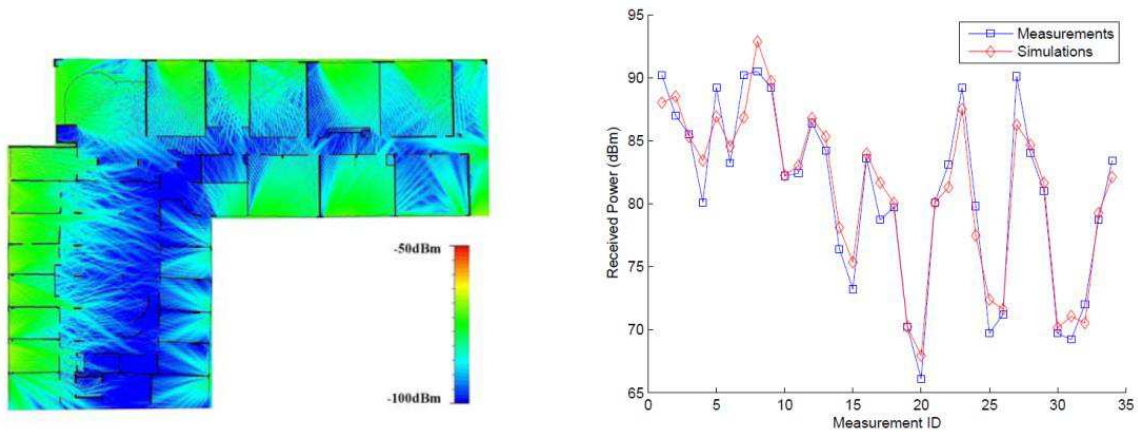 -50dBm
-100dBm
Measurements
Simulations
Received Power (dBm)
95
90
85
80
75
70
65
0 5 10 15 20 25 30 35
Measurement ID